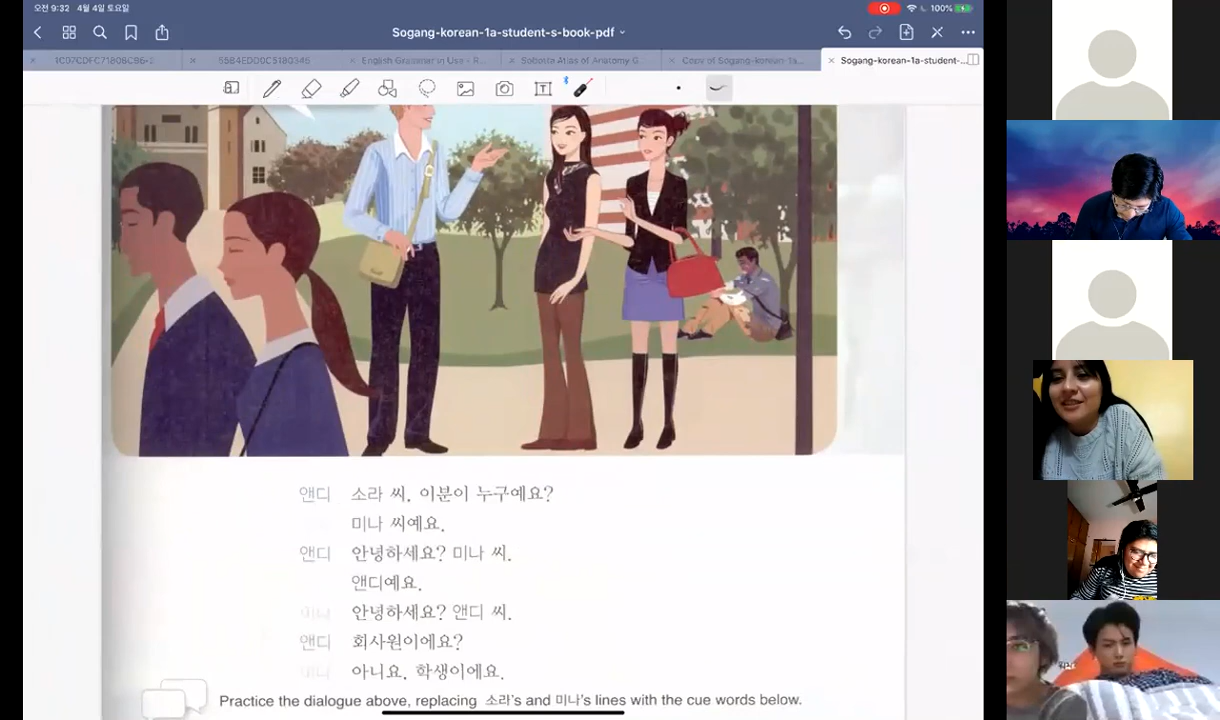 오전 9:32 4월 4일 토요일
100%
Sogang-korean-1a-student-s-book-pdf
English Grammar in Use - R...
Sobotta Atlas of Anatomy G...
Copy of Sogang-korean-1a...
Sogang-korean-1a-student-...
앤디 소라 씨, 이분이 누구예요?
미나 씨예요.
앤디 안녕하세요? 미나 씨.
앤디예요.
미나 안녕하세요? 앤디 씨.
앤디 회사원이에요?
미나 아니요, 학생이에요.
Practice the dialogue above, replacing 소라's and 미나's lines with the cue words below.